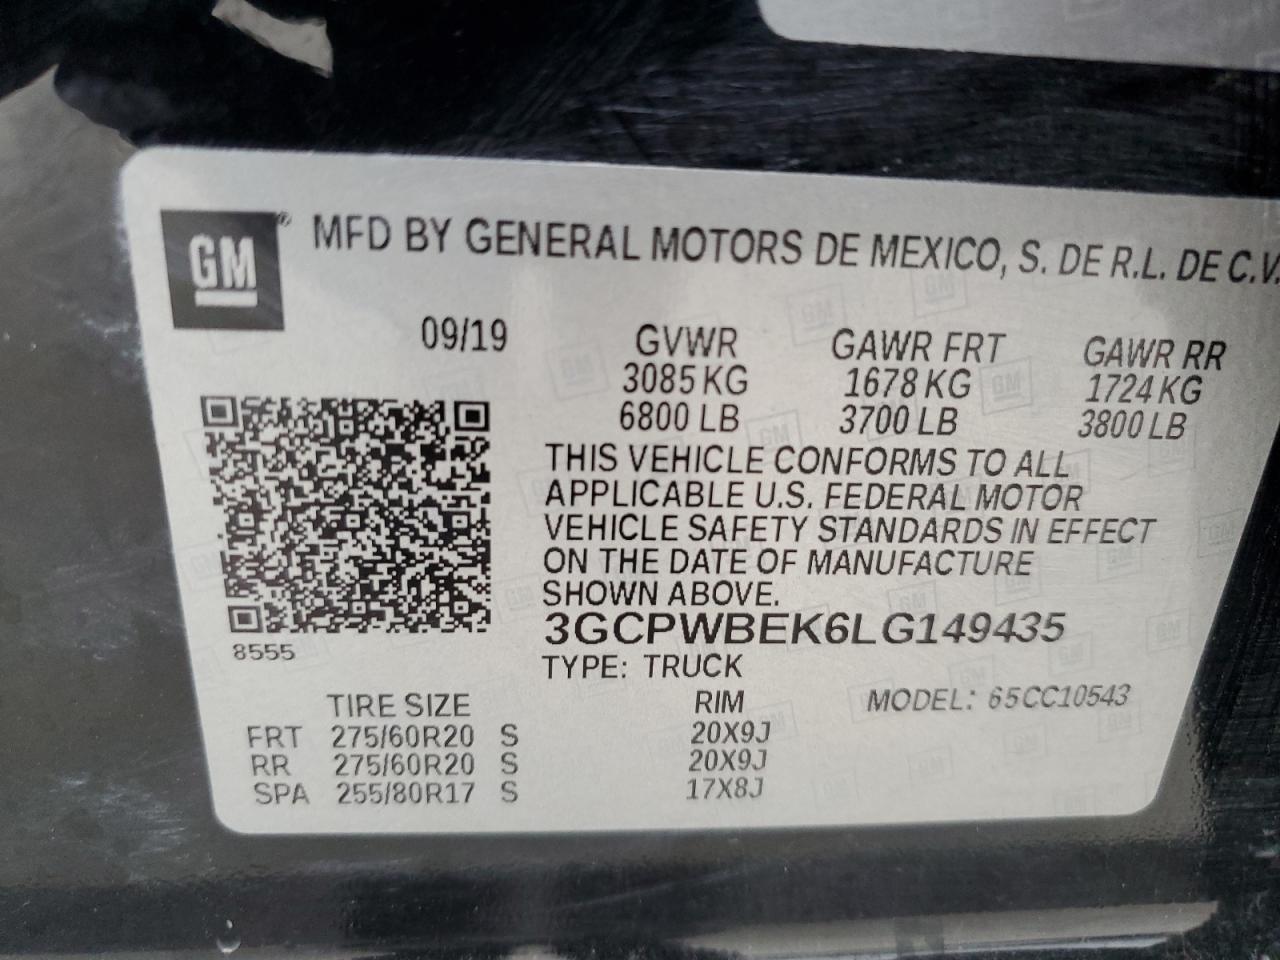 GM® MFD BY GENERAL MOTORS DE MEXICO, S. DE R.L. DE C.V.
09/19 GVWR GAWR FRT GAWR RR
3085 KG 1678 KG 1724 KG
6800 LB 3700 LB 3800 LB
THIS VEHICLE CONFORMS TO ALL
APPLICABLE U.S. FEDERAL MOTOR
VEHICLE SAFETY STANDARDS IN EFFECT
ON THE DATE OF MANUFACTURE
SHOWN ABOVE.
3GCPWBEK6LG149435
8555
TYPE: TRUCK
TIRE SIZE RIM MODEL: 65CC10543
FRT 275/60R20 S 20X9J
RR 275/60R20 S 20X9J
SPA 255/80R17 S 17X8J